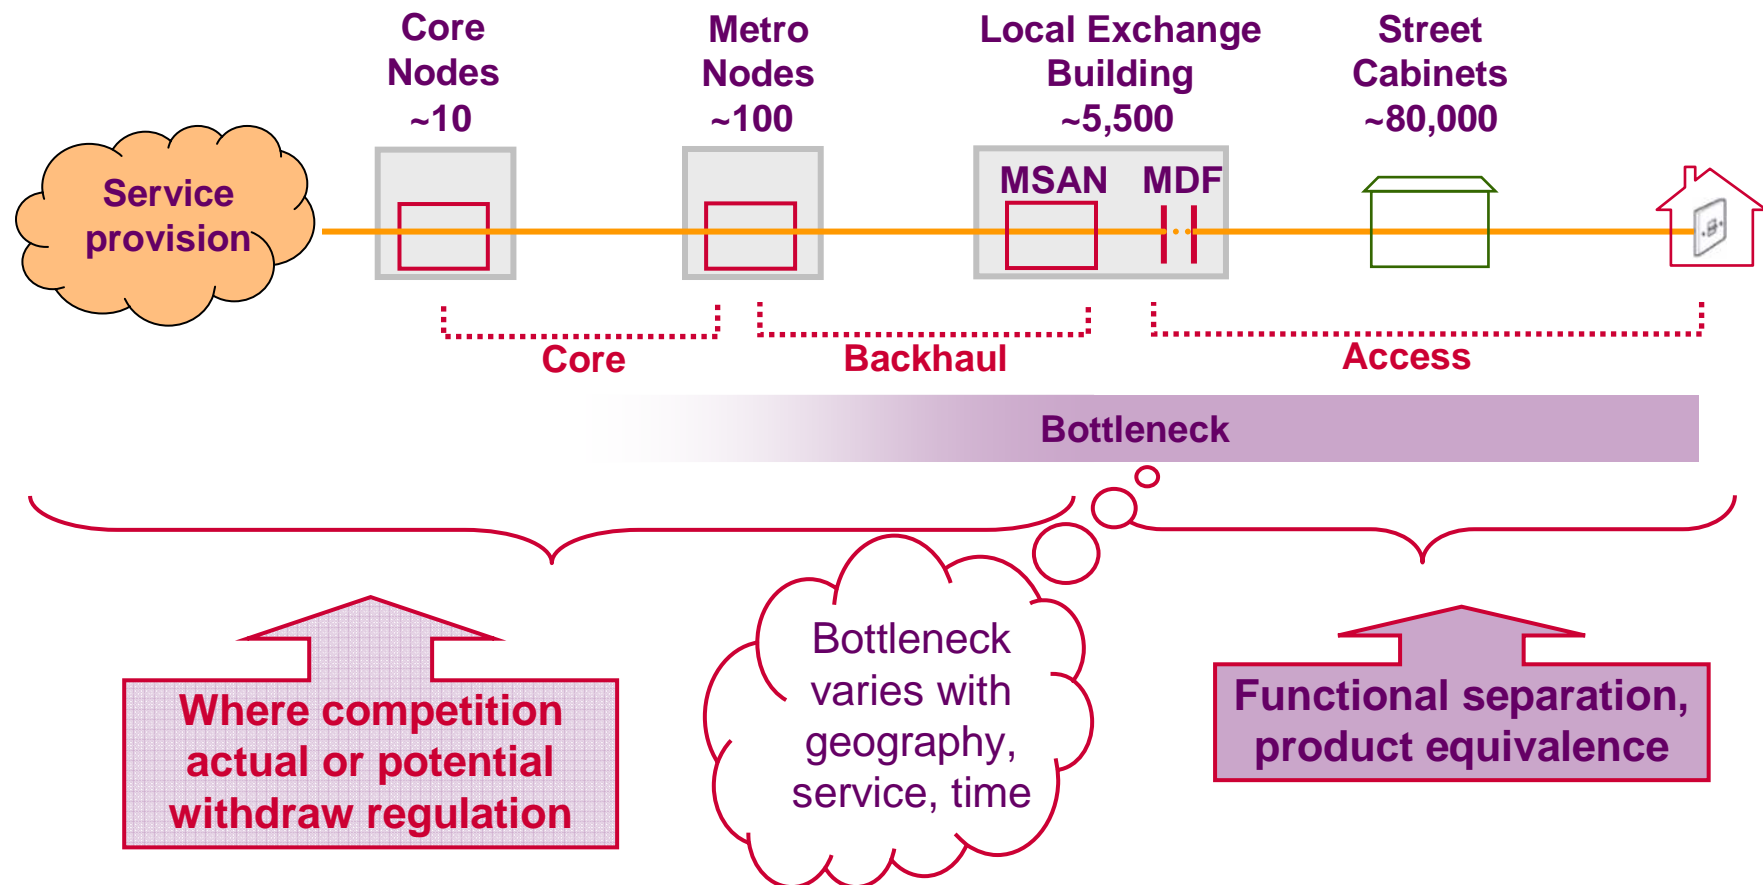 Core
Nodes
~10
Metro
Nodes
~100
Local Exchange
Building
~5,500
Street
Cabinets
~80,000
Service
provision
MSAN
MDF
Core
Backhaul
Access
Bottleneck
Where competition
actual or potential
withdraw regulation
Bottleneck
varies with
geography,
service, time
Functional separation,
product equivalence